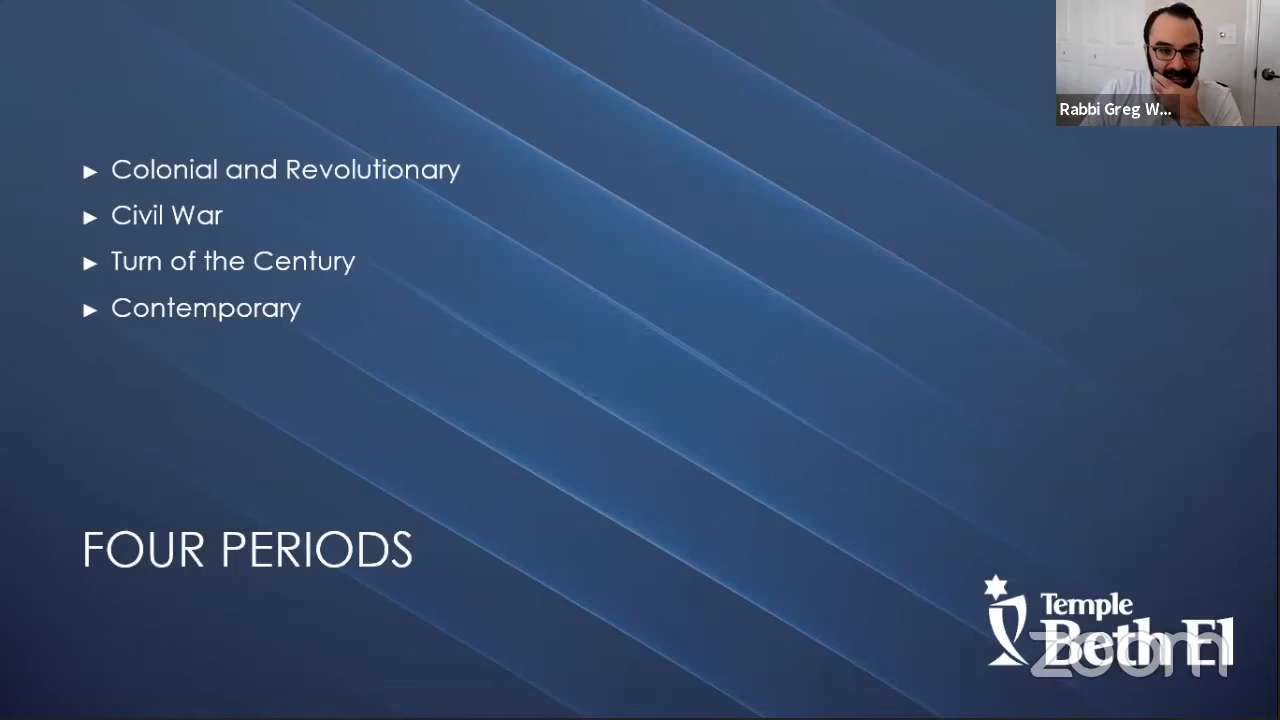 Rabbi Greg W...
► Colonial and Revolutionary
► Civil War
► Turn of the Century
► Contemporary
FOUR PERIODS
Temple
Beth El
zoom